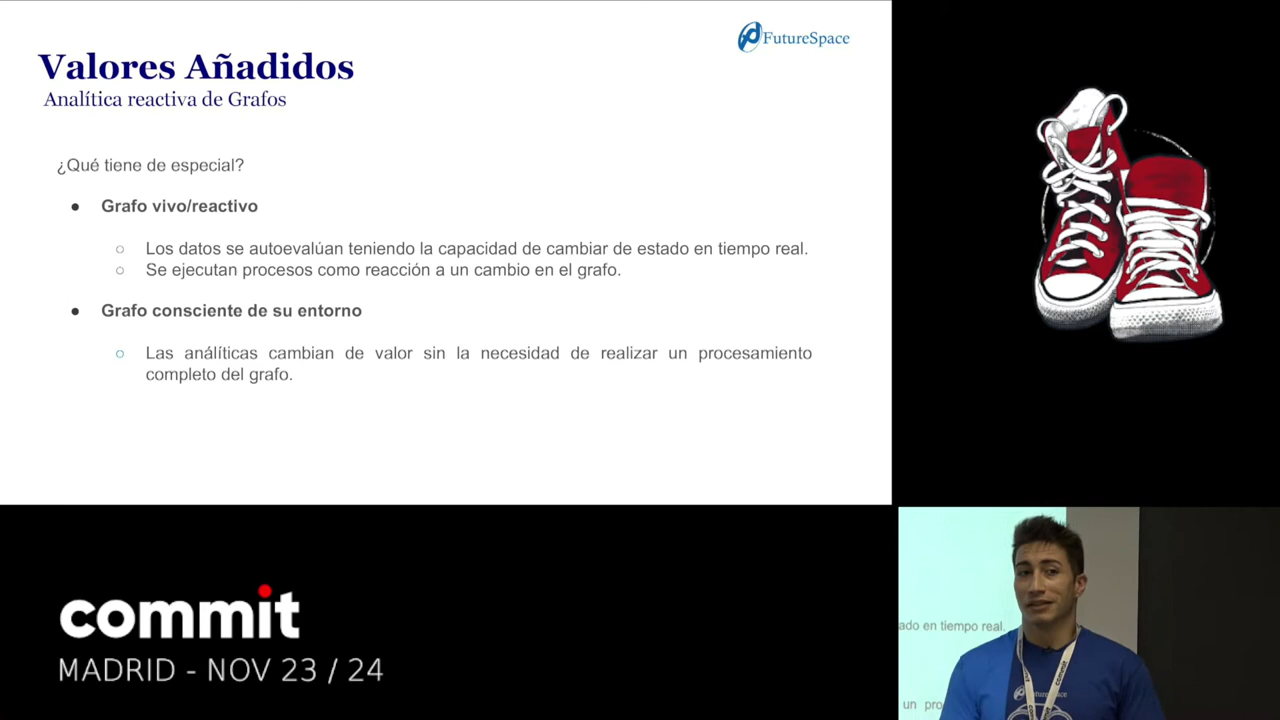 FutureSpace
Valores Añadidos
Analítica reactiva de Grafos
¿Qué tiene de especial?
● Grafo vivo/reactivo
○ Los datos se autoevalúan teniendo la capacidad de cambiar de estado en tiempo real.
○ Se ejecutan procesos como reacción a un cambio en el grafo.
● Grafo consciente de su entorno
○ Las análíticas cambian de valor sin la necesidad de realizar un procesamiento
completo del grafo.
commit
MADRID - NOV 23 / 24
ado en tiempo real.
un pro
FutureSpace